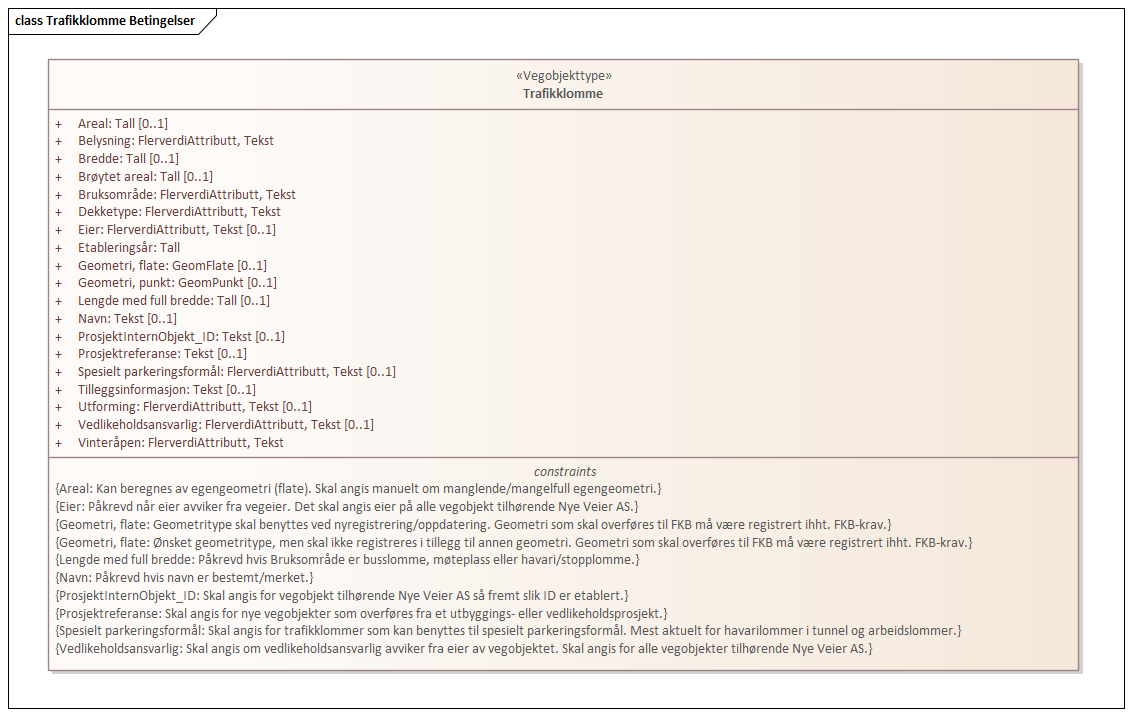 class Trafikklomme Betingelser
«Vegobjekttype»
Trafikklomme
+ Areal: Tall [0..1]
+ Belysning: FlerverdiAttributt, Tekst
+ Bredde: Tall [0..1]
+ Brøytet areal: Tall [0..1]
+ Bruksområde: FlerverdiAttributt, Tekst
+ Dekketype: FlerverdiAttributt, Tekst
+ Eier: FlerverdiAttributt, Tekst [0..1]
+ Etableringsår: Tall
+ Geometri, flate: GeomFlate [0..1]
+ Geometri, punkt: GeomPunkt [0..1]
+ Lengde med full bredde: Tall [0..1]
+ Navn: Tekst [0..1]
+ ProsjektInternObjekt_ID: Tekst [0..1]
+ Prosjektreferanse: Tekst [0..1]
+ Spesielt parkeringsformål: FlerverdiAttributt, Tekst [0..1]
+ Tilleggsinformasjon: Tekst [0..1]
+ Utforming: FlerverdiAttributt, Tekst [0..1]
+ Vedlikeholdsansvarlig: FlerverdiAttributt, Tekst [0..1]
+ Vinteråpen: FlerverdiAttributt, Tekst
constraints
{Areal: Kan beregnes av egengeometri (flate). Skal angis manuelt om manglende/mangelfull egengeometri.}
{Eier: Påkrevd når eier avviker fra vegeier. Det skal angis eier på alle vegobjekt tilhørende Nye Veier AS.}
{Geometri, flate: Geometritype skal benyttes ved nyregistrering/oppdatering. Geometri som skal overføres til FKB må være registrert ihht. FKB-krav.}
{Geometri, flate: Ønsket geometritype, men skal ikke registreres i tillegg til annen geometri. Geometri som skal overføres til FKB må være registrert ihht. FKB-krav.}
{Lengde med full bredde: Påkrevd hvis Bruksområde er busslomme, møteplass eller havari/stopplomme.}
{Navn: Påkrevd hvis navn er bestemt/merket.}
{ProsjektInternObjekt_ID: Skal angis for vegobjekt tilhørende Nye Veier AS så fremt slik ID er etablert.}
{Prosjektreferanse: Skal angis for nye vegobjekter som overføres fra et utbyggings- eller vedlikeholdsprosjekt.}
{Spesielt parkeringsformål: Skal angis for trafikklommer som kan benyttes til spesielt parkeringsformål. Mest aktuelt for havarilommer i tunnel og arbeidslommer.}
{Vedlikeholdsansvarlig: Skal angis om vedlikeholdsansvarlig avviker fra eier av vegobjektet. Skal angis for alle vegobjekter tilhørende Nye Veier AS.}